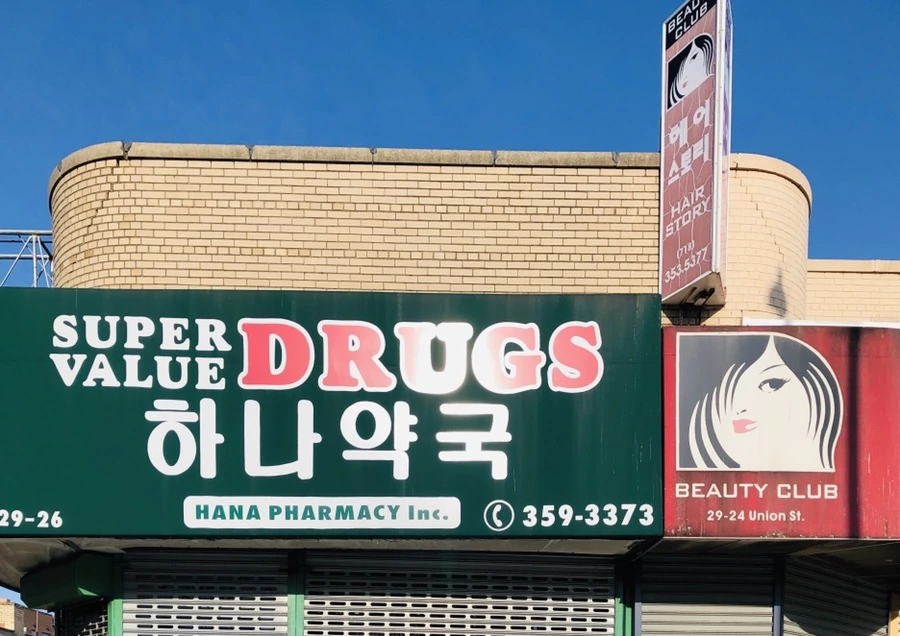 BEAUTY
CLUB
헤어
스토리
HAIR
STORY
(718)
353.5377
SUPER
VALUE
DRUGS
하나약국
29-26
HANA PHARMACY Inc.
359-3373
BEAUTY CLUB
29-24 Union St.